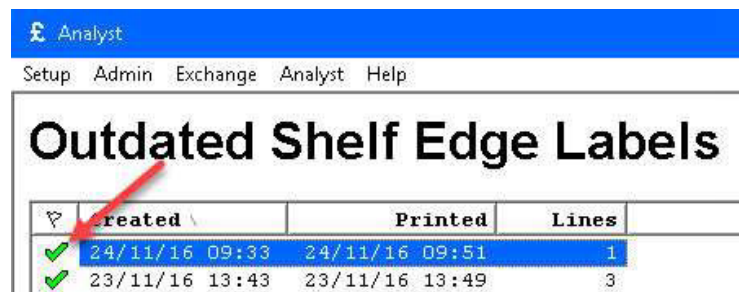 £ Analyst
Setup Admin Exchange Analyst Help
Outdated Shelf Edge Labels
Created Printed Lines
24/11/16 09:33 24/11/16 09:51 1
23/11/16 13:43 23/11/16 13:49 3